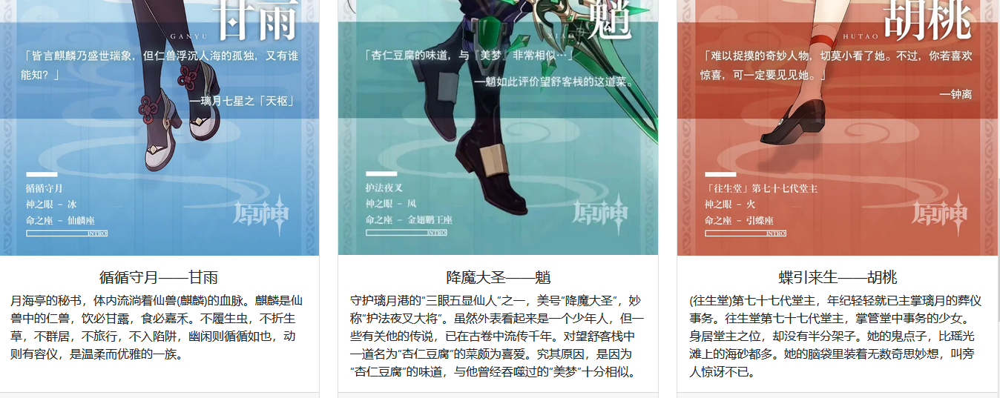 GANYU 甘雨
「皆言麒麟乃盛世瑞象，但仁兽浮沉人海的孤独，又有谁
能知？」
—璃月七星之「天枢」
循循守月
神之眼 - 冰
命之座 - 仙麟座
INTRO
原神
XIAO 魈
「杏仁豆腐的味道，与『美梦』非常相似…」
—魈如此评价望舒客栈的这道菜。
护法夜叉
神之眼 - 风
命之座 - 金翅鹏王座
INTRO
原神
HUTAO 胡桃
「难以捉摸的奇妙人物，切莫小看了她。不过，你若喜欢
惊喜，可一定要见见她。」
—钟离
「往生堂」第七十七代堂主
神之眼 - 火
命之座 - 引蝶座
INTRO
原神
循循守月——甘雨
月海亭的秘书，体内流淌着仙兽(麒麟)的血脉。麒麟是仙
兽中的仁兽，饮必甘露，食必嘉禾。不履生虫，不折生
草，不群居，不旅行，不入陷阱，幽闲则循循如也，动
则有容仪，是温柔而优雅的一族。
降魔大圣——魈
守护璃月港的“三眼五显仙人”之一，美号“降魔大圣”，妙
称“护法夜叉大将”。虽然外表看起来是一个少年人，但一
些有关他的传说，已在古卷中流传千年。对望舒客栈中
一道名为“杏仁豆腐”的菜颇为喜爱。究其原因，是因为
“杏仁豆腐”的味道，与他曾经吞噬过的“美梦”十分相似。
蝶引来生——胡桃
(往生堂)第七十七代堂主，年纪轻轻就已主掌璃月的葬仪
事务。往生堂第七十七代堂主，掌管堂中事务的少女。
身居堂主之位，却没有半分架子。她的鬼点子，比瑶光
滩上的海砂都多。她的脑袋里装着无数奇思妙想，叫旁
人惊讶不已。